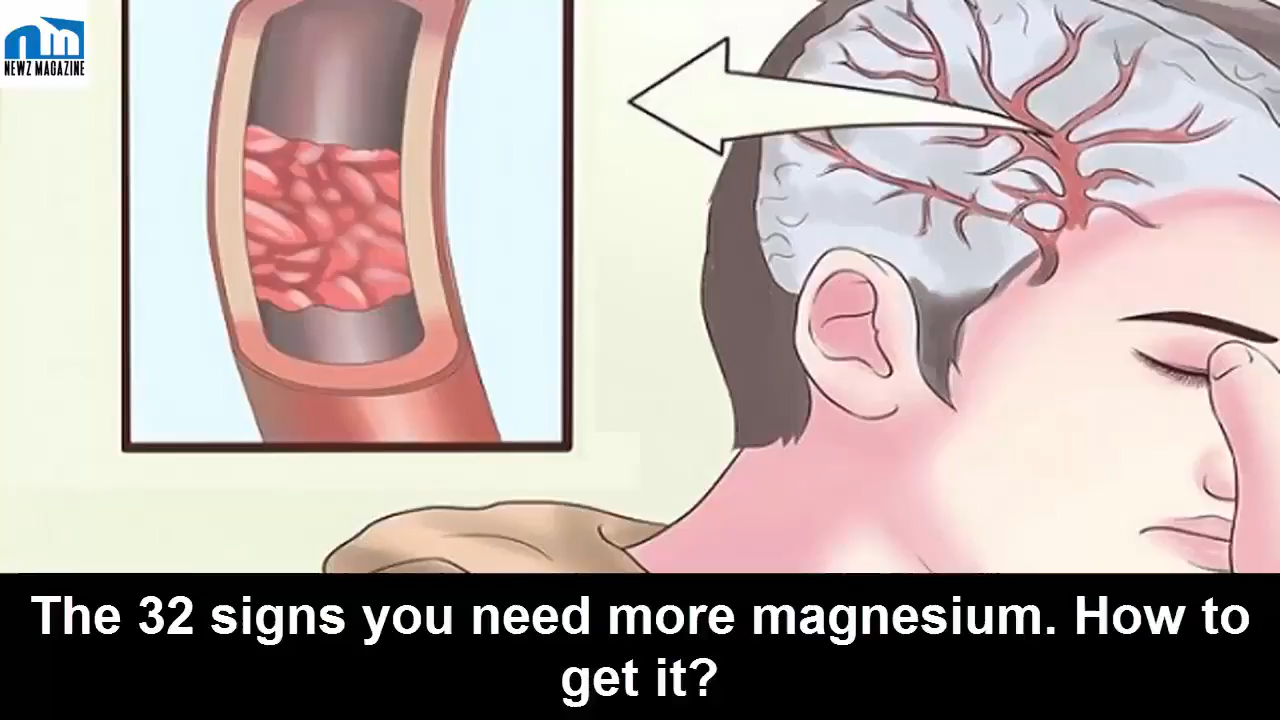 NEWZ MAGAZINE
The 32 signs you need more magnesium. How to
get it?